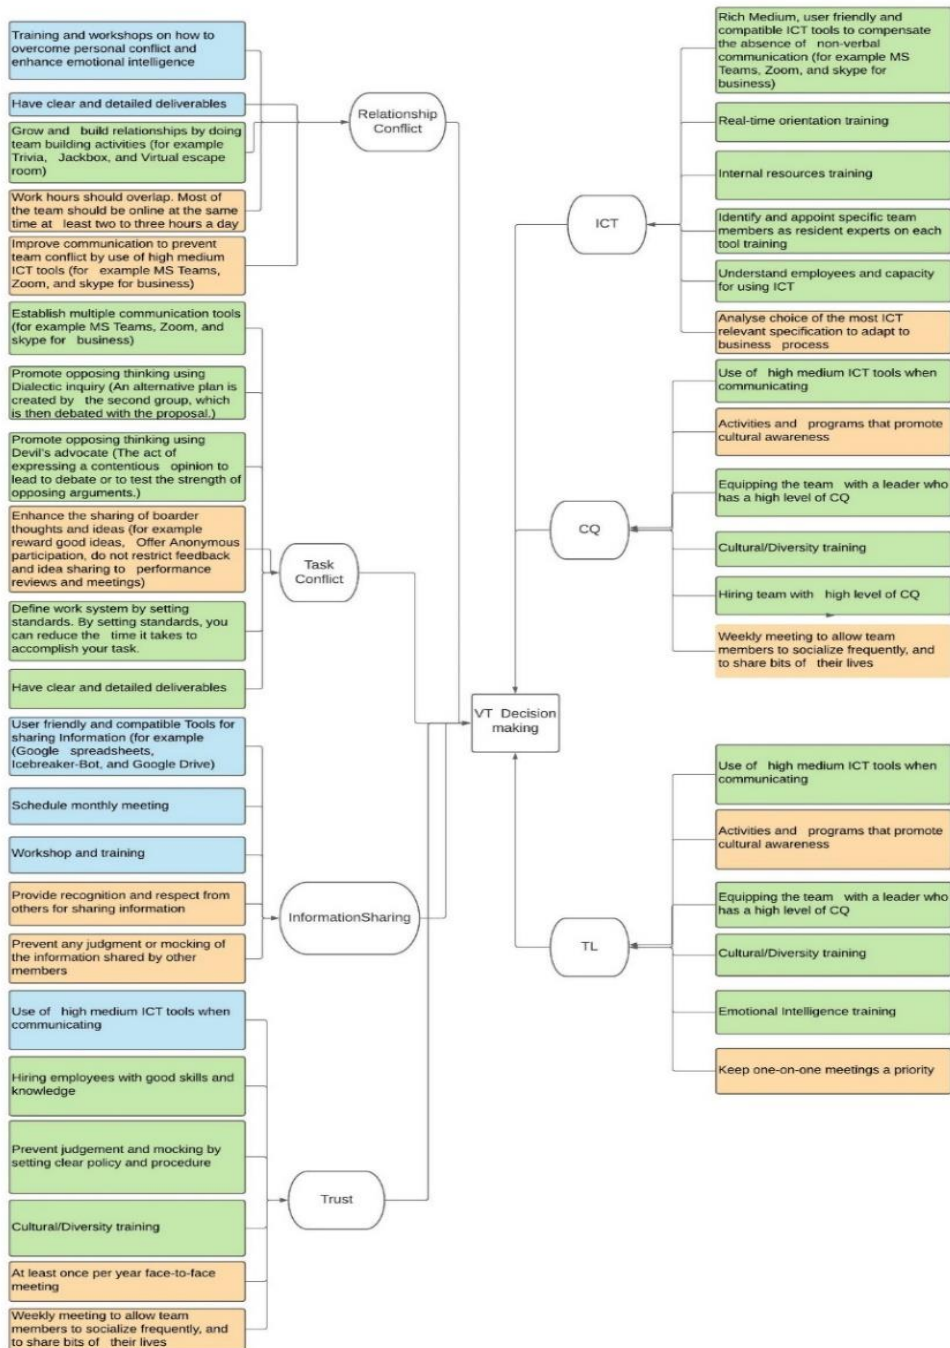 Training and workshops on how to
overcome personal conflict and
enhance emotional intelligence
Have clear and detailed deliverables
Grow and build relationships by doing
team building activities (for example
Trivia, Jackbox, and Virtual escape
room)
Work hours should overlap. Most of
the team should be online at the same
time at least two to three hours a day
Improve communication to prevent
team conflict by use of high medium
ICT tools (for example MS Teams,
Zoom, and skype for business)
Relationship
Conflict
Establish multiple communication tools
(for example MS Teams, Zoom, and
skype for business)
Promote opposing thinking using
Dialectic inquiry (An alternative plan is
created by the second group, which
is then debated with the proposal.)
Promote opposing thinking using
Devil's advocate (The act of
expressing a contentious opinion to
lead to debate or to test the strength of
opposing arguments.)
Enhance the sharing of boarder
thoughts and ideas (for example
reward good ideas, Offer Anonymous
participation, do not restrict feedback
and idea sharing to performance
reviews and meetings)
Define work system by setting
standards. By setting standards, you
can reduce the time it takes to
accomplish your task.
Have clear and detailed deliverables
Task
Conflict
User friendly and compatible Tools for
sharing Information (for example
(Google spreadsheets,
Icebreaker-Bot, and Google Drive)
Schedule monthly meeting
Workshop and training
Provide recognition and respect from
others for sharing information
Prevent any judgment or mocking of
the information shared by other
members
InformationSharing
Use of high medium ICT tools when
communicating
Hiring employees with good skills and
knowledge
Prevent judgement and mocking by
setting clear policy and procedure
Cultural/Diversity training
At least once per year face-to-face
meeting
Weekly meeting to allow team
members to socialize frequently, and
to share bits of their lives
Trust
VT Decision
making
ICT
Rich Medium, user friendly and
compatible ICT tools to compensate
the absence of non-verbal
communication (for example MS
Teams, Zoom, and skype for
business)
Real-time orientation training
Internal resources training
Identify and appoint specific team
members as resident experts on each
tool training
Understand employees and capacity
for using ICT
Analyse choice of the most ICT
relevant specification to adapt to
business process
CQ
Use of high medium ICT tools when
communicating
Activities and programs that promote
cultural awareness
Equipping the team with a leader who
has a high level of CQ
Cultural/Diversity training
Hiring team with high level of CQ
Weekly meeting to allow team
members to socialize frequently, and
to share bits of their lives
TL
Use of high medium ICT tools when
communicating
Activities and programs that promote
cultural awareness
Equipping the team with a leader who
has a high level of CQ
Cultural/Diversity training
Emotional Intelligence training
Keep one-on-one meetings a priority